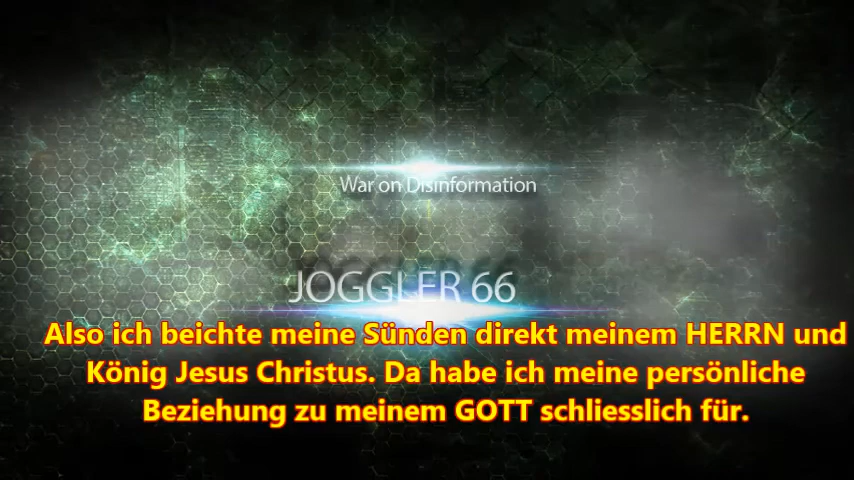 War on Disinformation
JOGGLER 66
Also ich beichte meine Sünden direkt meinem HERRN und
König Jesus Christus. Da habe ich meine persönliche
Beziehung zu meinem GOTT schliesslich für.